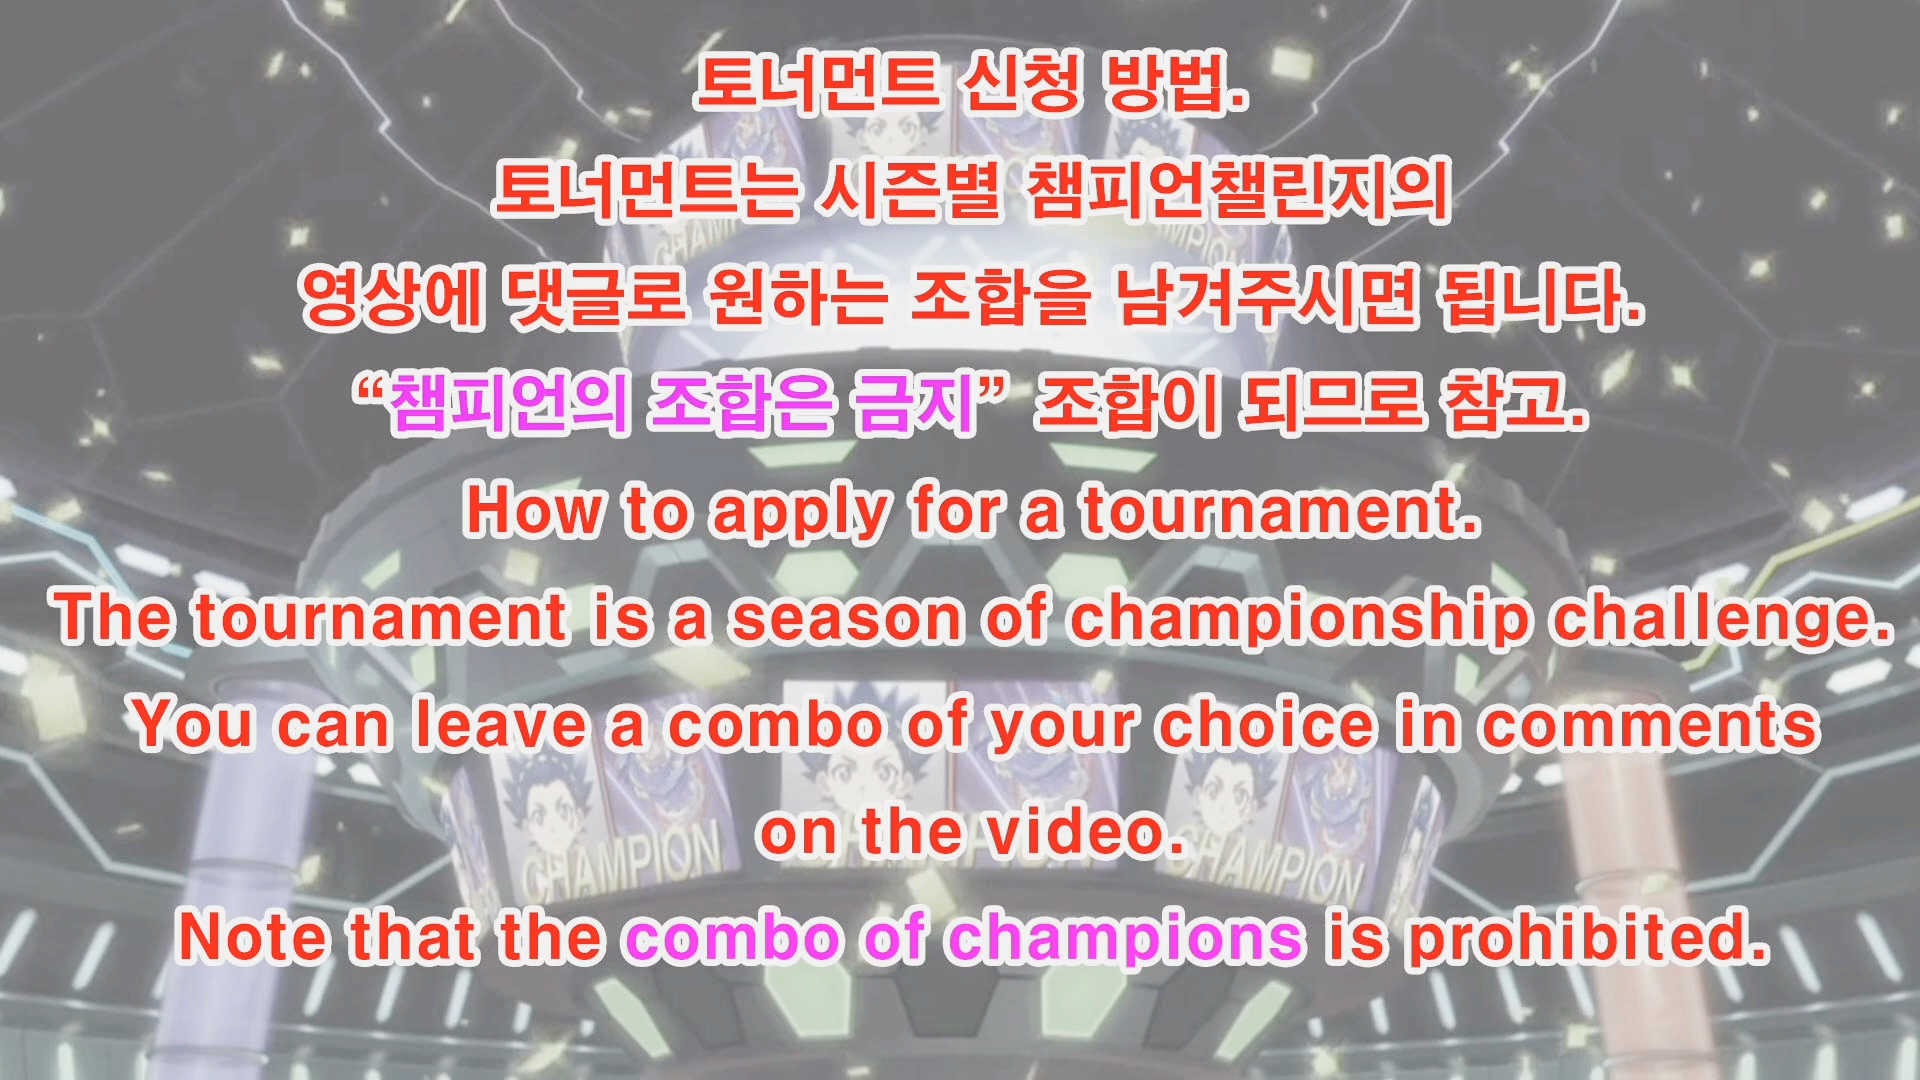 토너먼트 신청 방법.
토너먼트는 시즌별 챔피언챌린지의
영상에 댓글로 원하는 조합을 남겨주시면 됩니다.
“챔피언의 조합은 금지” 조합이 되므로 참고.
How to apply for a tournament.
The tournament is a season of championship challenge.
You can leave a combo of your choice in comments
on the video.
Note that the combo of champions is prohibited.
CHAMPION
CHAMPION